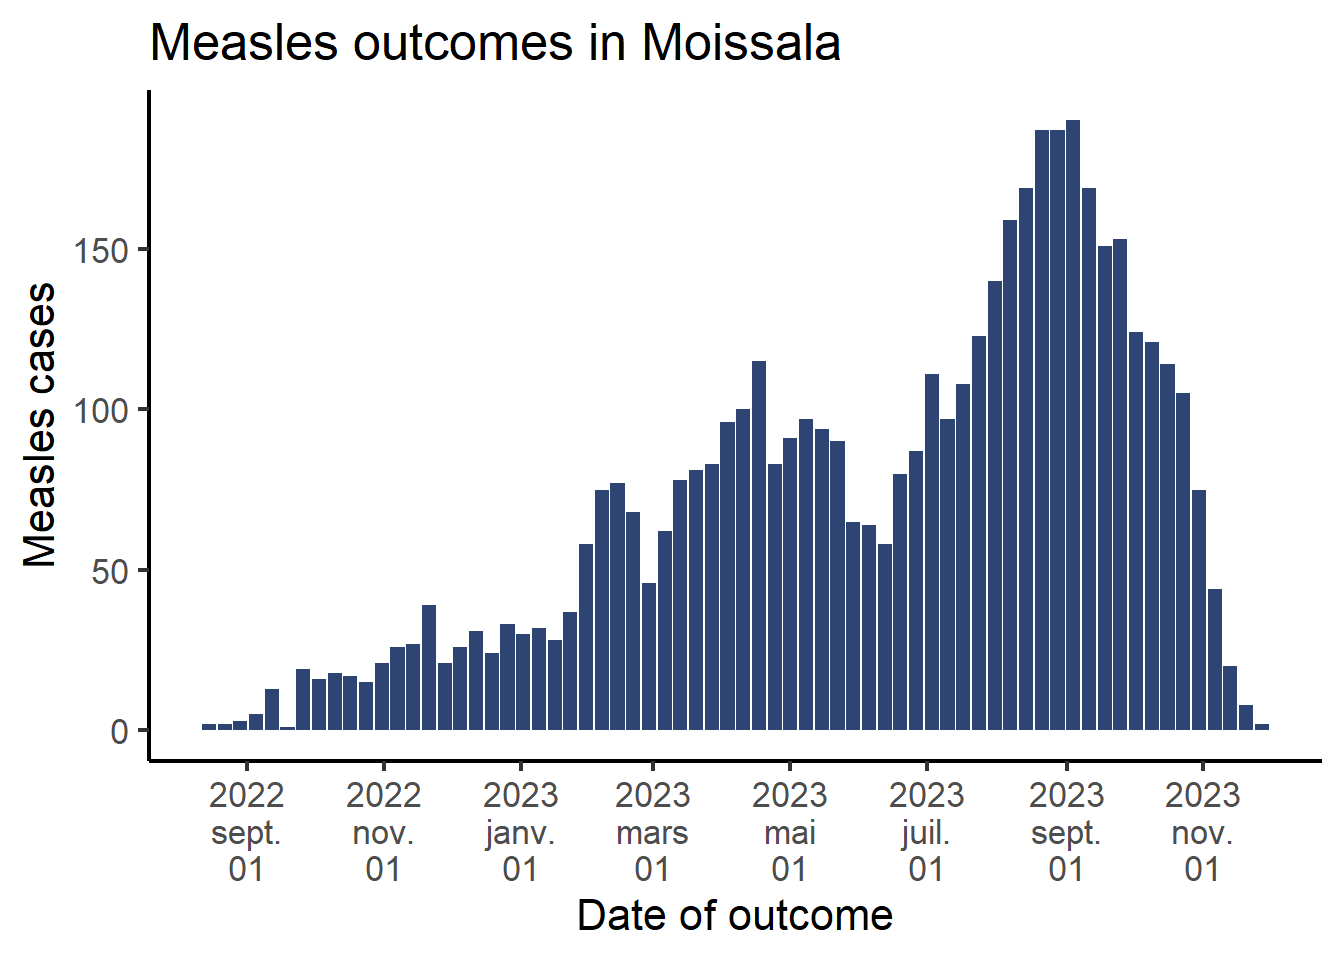 Measles outcomes in Moissala
Measles cases
150
100
50
0
2022 2022 2023 2023 2023 2023 2023 2023
sept. nov. janv. mars mai juil. sept. nov.
01 01 01 01 01 01 01 01
Date of outcome